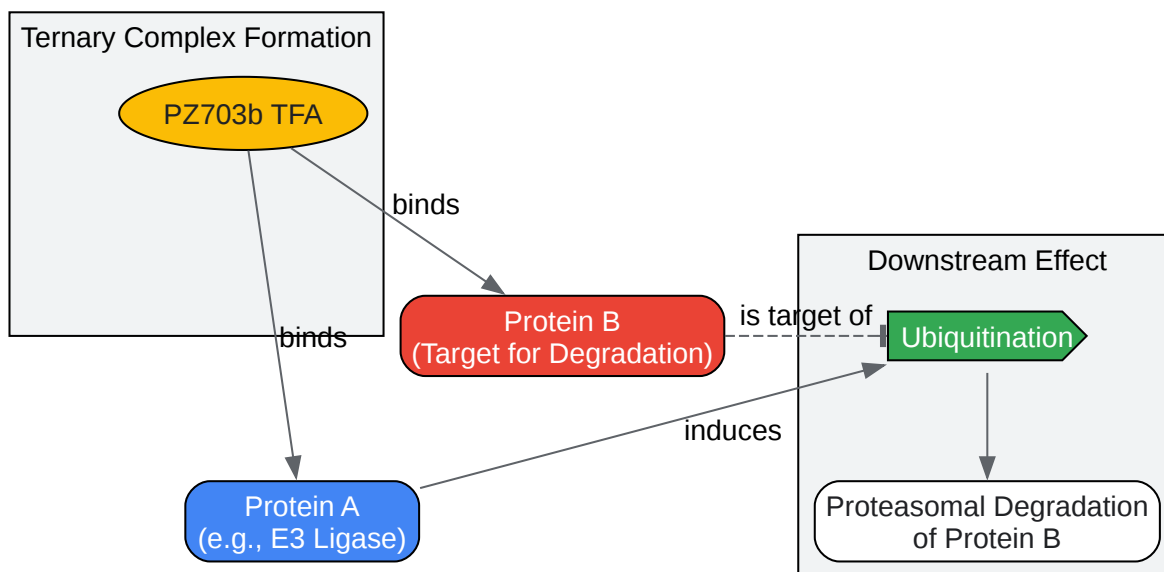 Ternary Complex Formation
PZ703b TFA
binds
Downstream Effect
Protein B
(Target for Degradation)
is target of
Ubiquitination
binds
induces
Protein A
(e.g., E3 Ligase)
Proteasomal Degradation
of Protein B